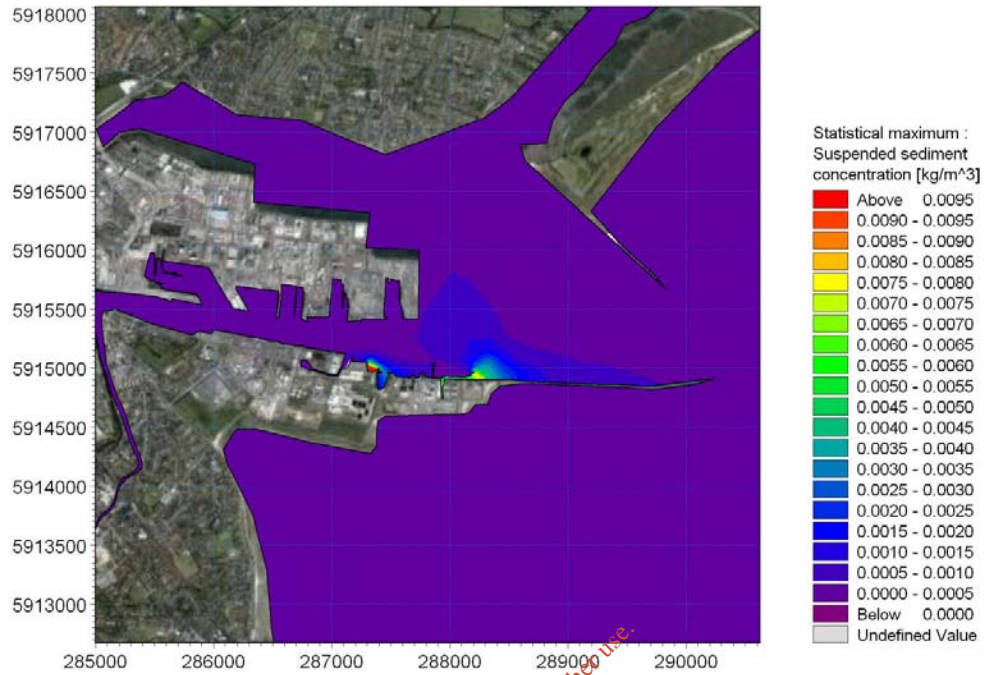 5918000
5917500
5917000
5916500
5916000
5915500
5915000
5914500
5914000
5913500
5913000
285000 286000 287000 288000 289000 290000
Statistical maximum :
Suspended sediment
concentration [kg/m^3]
Above 0.0095
0.0090 - 0.0095
0.0085 - 0.0090
0.0080 - 0.0085
0.0075 - 0.0080
0.0070 - 0.0075
0.0065 - 0.0070
0.0060 - 0.0065
0.0055 - 0.0060
0.0050 - 0.0055
0.0045 - 0.0050
0.0040 - 0.0045
0.0035 - 0.0040
0.0030 - 0.0035
0.0025 - 0.0030
0.0020 - 0.0025
0.0015 - 0.0020
0.0010 - 0.0015
0.0005 - 0.0010
0.0000 - 0.0005
Below 0.0000
Undefined Value
use.